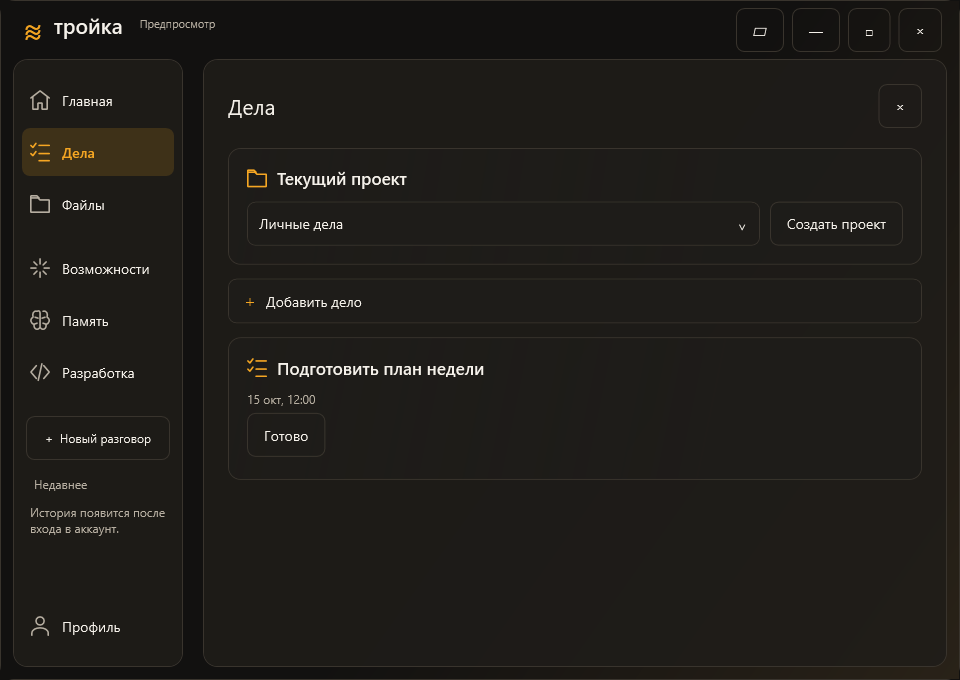 тройка
Предпросмотр
Главная
Дела
Файлы
Возможности
Память
Разработка
+ Новый разговор
Недавнее
История появится после
входа в аккаунт.
Профиль
Дела
Текущий проект
Личные дела
Создать проект
+ Добавить дело
Подготовить план недели
15 окт, 12:00
Готово